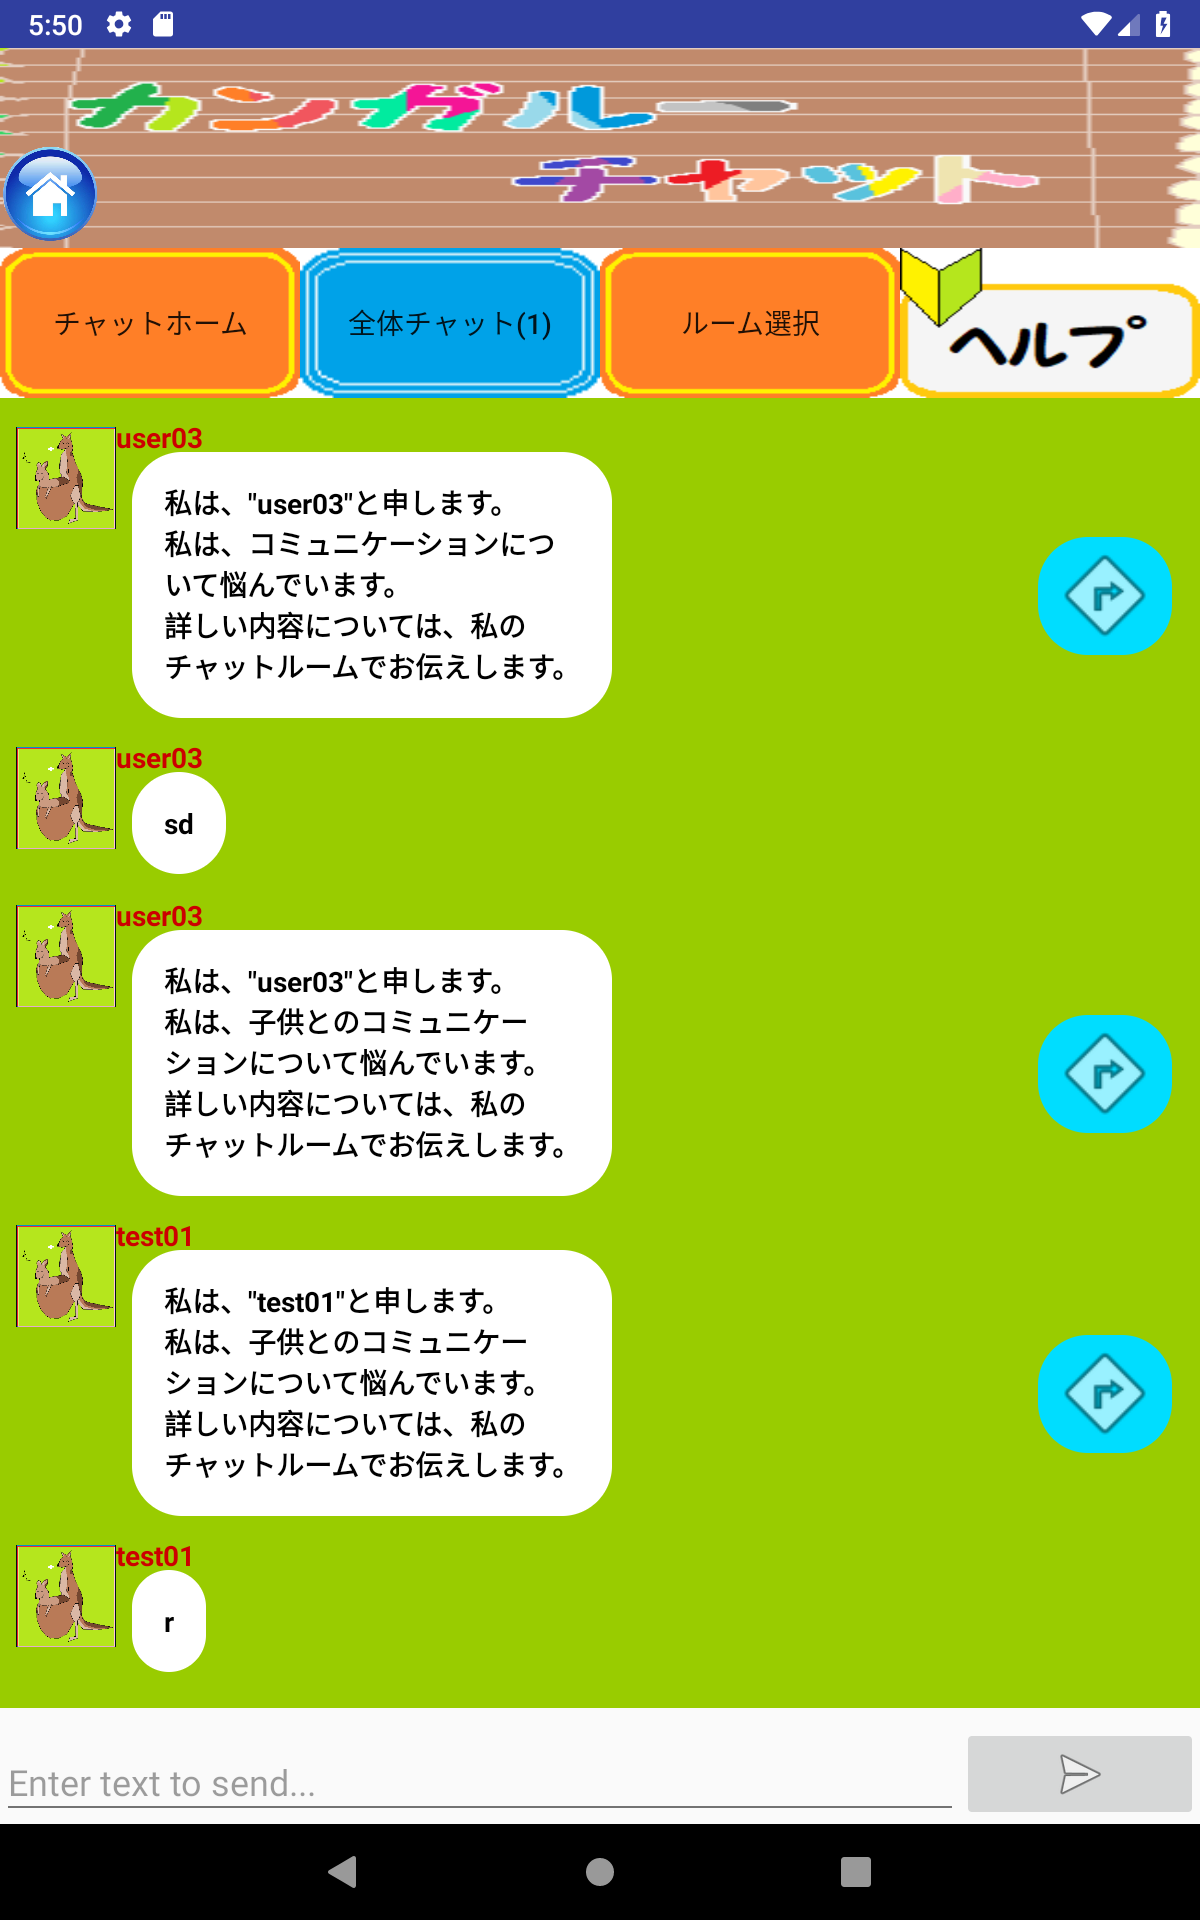 5:50
カンガルー
チャット
チャットホーム
全体チャット(1)
ルーム選択
ヘルプ
user03
私は、"user03"と申します。
私は、コミュニケーションにつ
いて悩んでいます。
詳しい内容については、私の
チャットルームでお伝えします。
user03
sd
user03
私は、"user03"と申します。
私は、子供とのコミュニケー
ションについて悩んでいます。
詳しい内容については、私の
チャットルームでお伝えします。
test01
私は、"test01"と申します。
私は、子供とのコミュニケー
ションについて悩んでいます。
詳しい内容については、私の
チャットルームでお伝えします。
test01
r
Enter text to send...